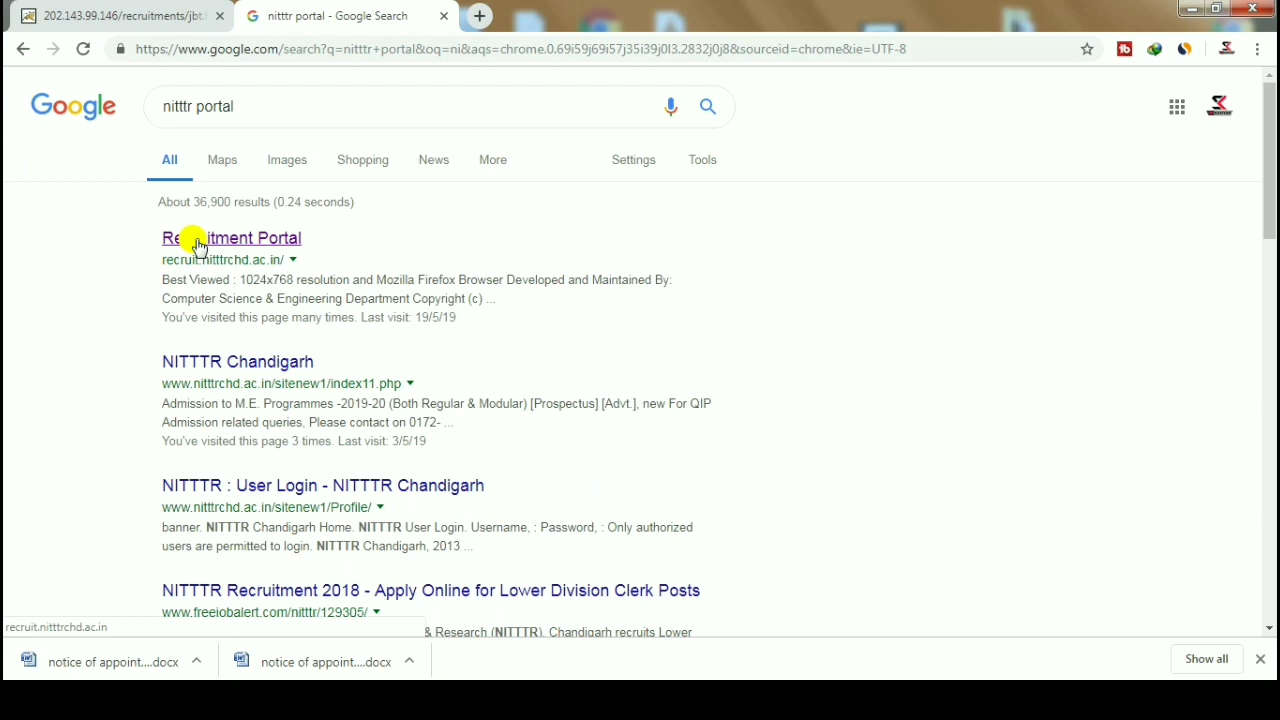 202.143.99.146/recruitments/jbt.
nitttr portal - Google Search
https://www.google.com/search?q=nitttr+portal&oq=ni&aqs=chrome.0.69i59j69i57j35i39j0l3.2832j0j8&sourceid=chrome&ie=UTF-8
Google
nitttr portal
All Maps Images Shopping News More Settings Tools
About 36,900 results (0.24 seconds)
Recruitment Portal
recruit.nitttrchd.ac.in/
Best Viewed : 1024x768 resolution and Mozilla Firefox Browser Developed and Maintained By:
Computer Science & Engineering Department Copyright (c) ...
You've visited this page many times. Last visit: 19/5/19
NITTTR Chandigarh
www.nitttrchd.ac.in/sitenew1/index11.php
Admission to M.E. Programmes -2019-20 (Both Regular & Modular) [Prospectus] [Advt.], new For QIP
Admission related queries, Please contact on 0172- ...
You've visited this page 3 times. Last visit: 3/5/19
NITTTR : User Login - NITTTR Chandigarh
www.nitttrchd.ac.in/sitenew1/Profile/
banner. NITTTR Chandigarh Home. NITTTR User Login. Username, : Password, : Only authorized
users are permitted to login. NITTTR Chandigarh, 2013 ...
NITTTR Recruitment 2018 - Apply Online for Lower Division Clerk Posts
www.freejobalert.com/nitttr/129305/
& Research (NITTTR), Chandigarh recruits Lower
recruit.nitttrchd.ac.in
notice of appoint....docx
notice of appoint....docx
Show all